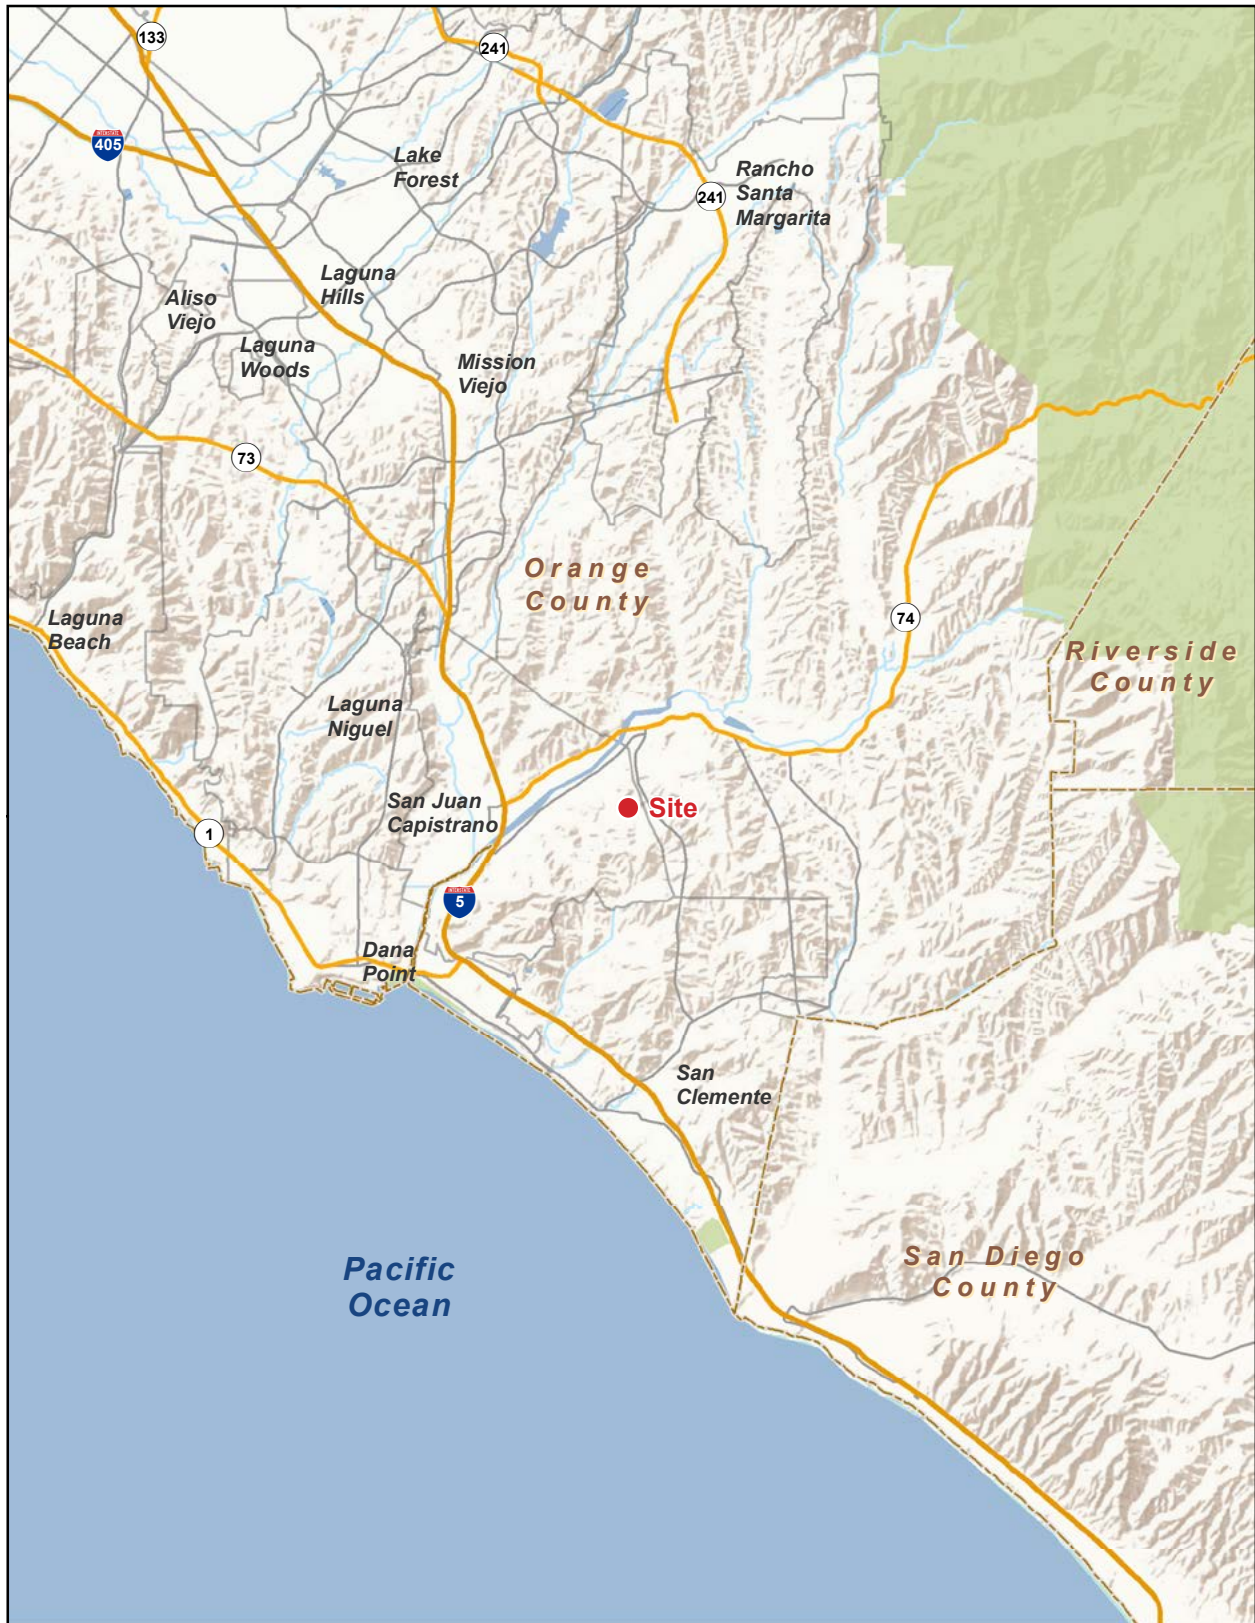 133
241
INTERSTATE
405
Lake
Forest
Rancho
Santa
Margarita
241
Laguna
Hills
Aliso
Viejo
Laguna
Woods
Mission
Viejo
73
Orange
County
Laguna
Beach
74
Riverside
County
Laguna
Niguel
San Juan
Capistrano
Site
1
INTERSTATE
5
Dana
Point
San
Clemente
Pacific
Ocean
San Diego
County